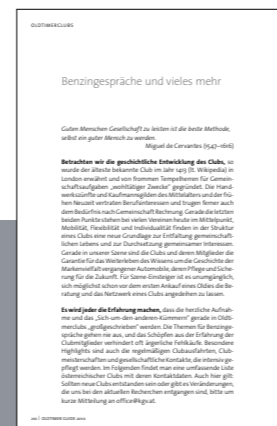 OLDTIMERCLUBS
Benzingespräche und vieles mehr
Guten Menschen Gesellschaft zu leisten ist die beste Methode,
selbst ein guter Mensch zu werden.
Miguel de Cervantes (1547–1616)
Betrachten wir die geschichtliche Entwicklung des Clubs, so
wurde der älteste bekannte Club im Jahr 1413 (lt. Wikipedia) in
London erwähnt und von frommen Tempelherren für Gemein-
schaftsaufgaben „wohltätiger Zwecke“ gegründet. Die Hand-
werkszünfte und Kaufmannsgilden des Mittelalters und der frü-
hen Neuzeit vertraten Berufsinteressen und trugen ferner auch
dem Bedürfnis nach Gemeinschaft Rechnung. Gerade die letzten
beiden Punkte stehen bei vielen Vereinen heute im Mittelpunkt,
Mobilität, Flexibilität und Individualität finden in der Struktur
eines Clubs eine neue Grundlage zur Entfaltung gemeinschaft-
lichen Lebens und zur Durchsetzung gemeinsamer Interessen.
Gerade in unserer Szene sind die Clubs und deren Mitglieder die
Garantie für das Weiterleben des Wissens um die Geschichte der
Markenvielfalt vergangener Automobile, deren Pflege und Siche-
rung für die Zukunft. Für Szene-Einsteiger ist es unumgänglich,
sich möglichst schon vor dem ersten Ankauf eines Oldies die Be-
ratung und das Netzwerk eines Clubs angedeihen zu lassen.
Es wird jeder die Erfahrung machen, dass die herzliche Aufnah-
me und das „Sich-um-den-anderen-Kümmern“ gerade in Oldti-
merclubs „großgeschrieben“ werden. Die Themen für Benzinge-
spräche gehen nie aus, und das Schöpfen aus der Erfahrung der
Clubmitglieder verhindert oft ärgerliche Fehlkäufe. Besondere
Highlights sind auch die regelmäßigen Clubausfahrten, Club-
meisterschaften und gesellschaftliche Kontakte, die intensiv ge-
pflegt werden. Im Folgenden findet man eine umfassende Liste
österreichischer Clubs mit deren Kontaktdaten. Auch hier gilt:
Sollten neue Clubs entstanden sein oder gibt es Veränderungen,
die uns bei den aktuellen Recherchen entgangen sind, bitte um
kurze Mitteilung an office@kgv.at.
OLDTIMER GUIDE 2010